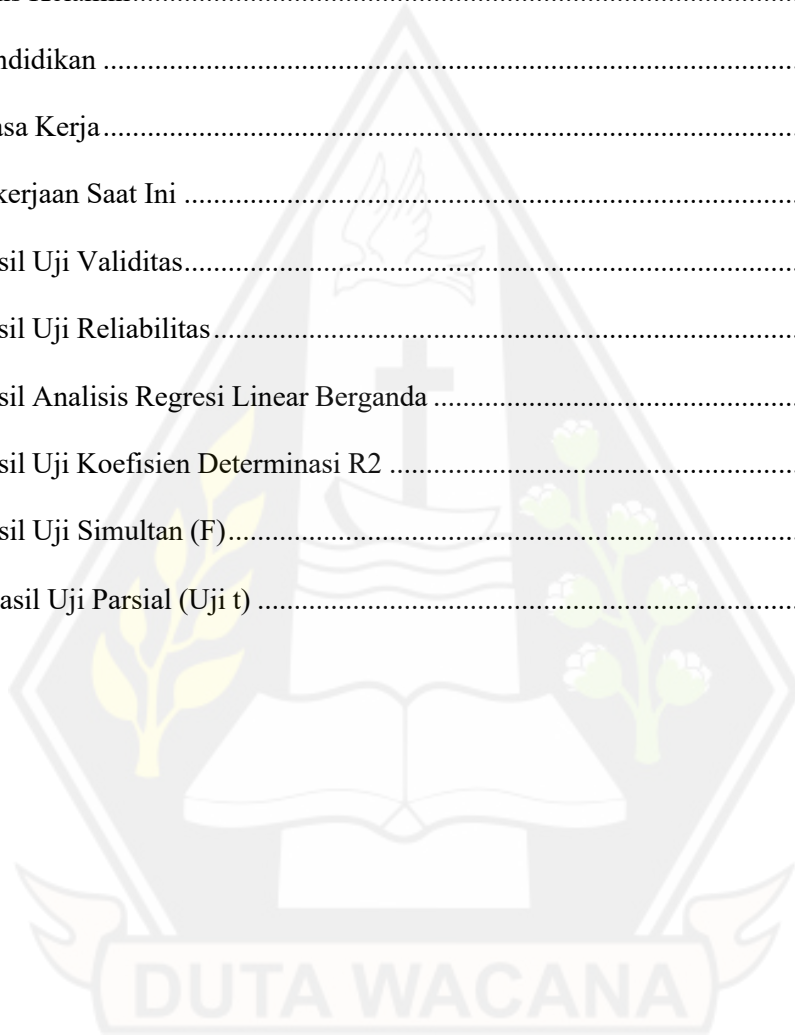 ndidikan ........................................................................................................
asa Kerja........................................................................................................
kerjaan Saat Ini ............................................................................................
sil Uji Validitas.............................................................................................
sil Uji Reliabilitas.........................................................................................
sil Analisis Regresi Linear Berganda ......................................................
sil Uji Koefisien Determinasi R2 .............................................................
sil Uji Simultan (F).......................................................................................
asil Uji Parsial (Uji t) ..................................................................................
DUTA WACANA